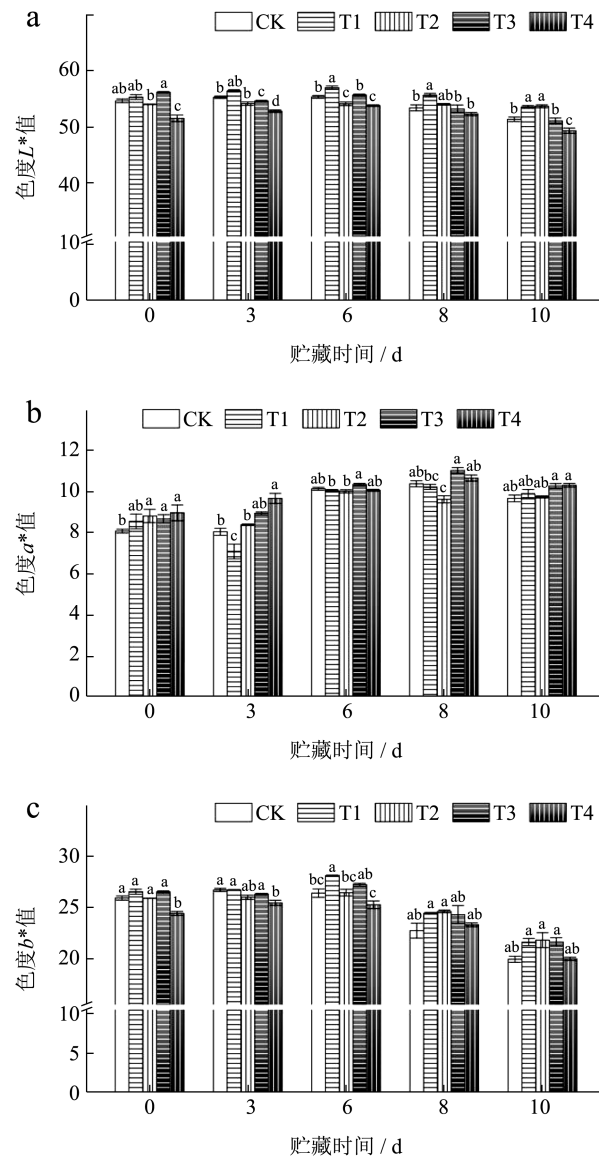 a
CK T1 T2 T3 T4
60
50
40
10
0
色度L*值
ab ab b a c
b ab b c d
b a c b c
b a ab b b
b a a b c
0 3 6 8 10
贮藏时间 / d
b
CK T1 T2 T3 T4
12
10
8
6
4
2
0
色度a*值
b ab a a a
b c b ab a
ab b b a ab
ab bc c a ab
ab ab ab a a
0 3 6 8 10
贮藏时间 / d
c
CK T1 T2 T3 T4
30
25
20
10
5
0
色度b*值
a a a a b
a a ab a b
bc a bc ab c
ab a a ab ab
ab a a a ab
0 3 6 8 10
贮藏时间 / d